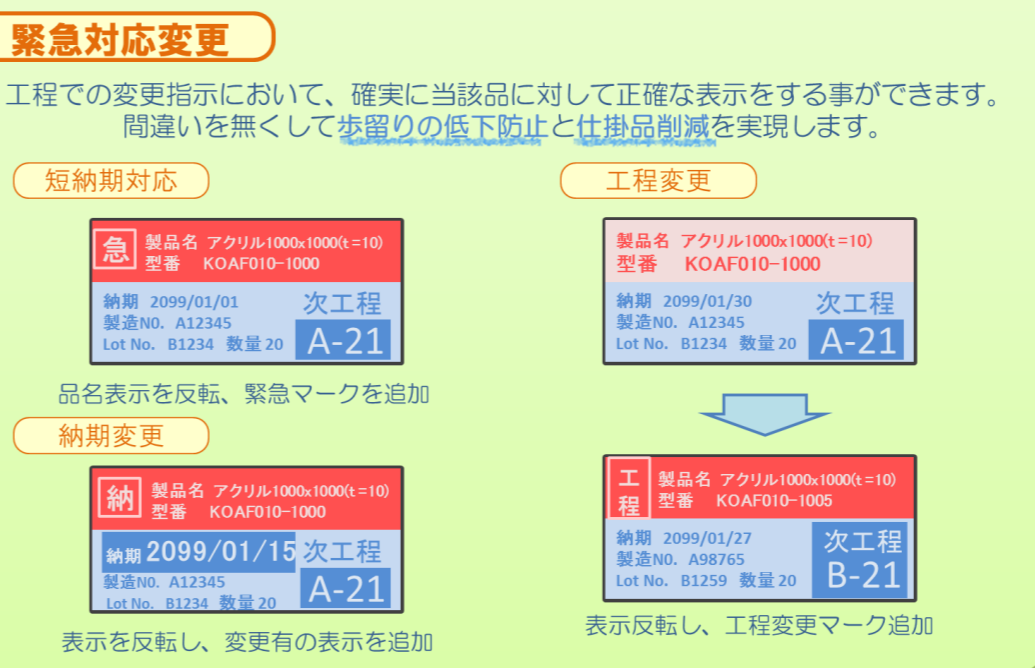 緊急対応変更
工程での変更指示において、確実に当該品に対して正確な表示をする事ができます。
間違いを無くして歩留りの低下防止と仕掛品削減を実現します。
短納期対応
急
製品名 アクリル1000x1000(t=10)
型番 KOAF010-1000
納期 2099/01/01
製造NO. A12345
Lot No. B1234 数量20
次工程
A-21
品名表示を反転、緊急マークを追加
納期変更
納
製品名 アクリル1000x1000(t=10)
型番 KOAF010-1000
納期 2099/01/15
製造NO. A12345
Lot No. B1234 数量20
次工程
A-21
表示を反転し、変更有の表示を追加
工程変更
製品名 アクリル1000x1000(t=10)
型番 KOAF010-1000
納期 2099/01/30
製造NO. A12345
Lot No. B1234 数量20
次工程
A-21
工
程
製品名 アクリル1000x1000(t=10)
型番 KOAF010-1005
納期 2099/01/27
製造NO. A98765
Lot No. B1259 数量20
次工程
B-21
表示反転し、工程変更マーク追加